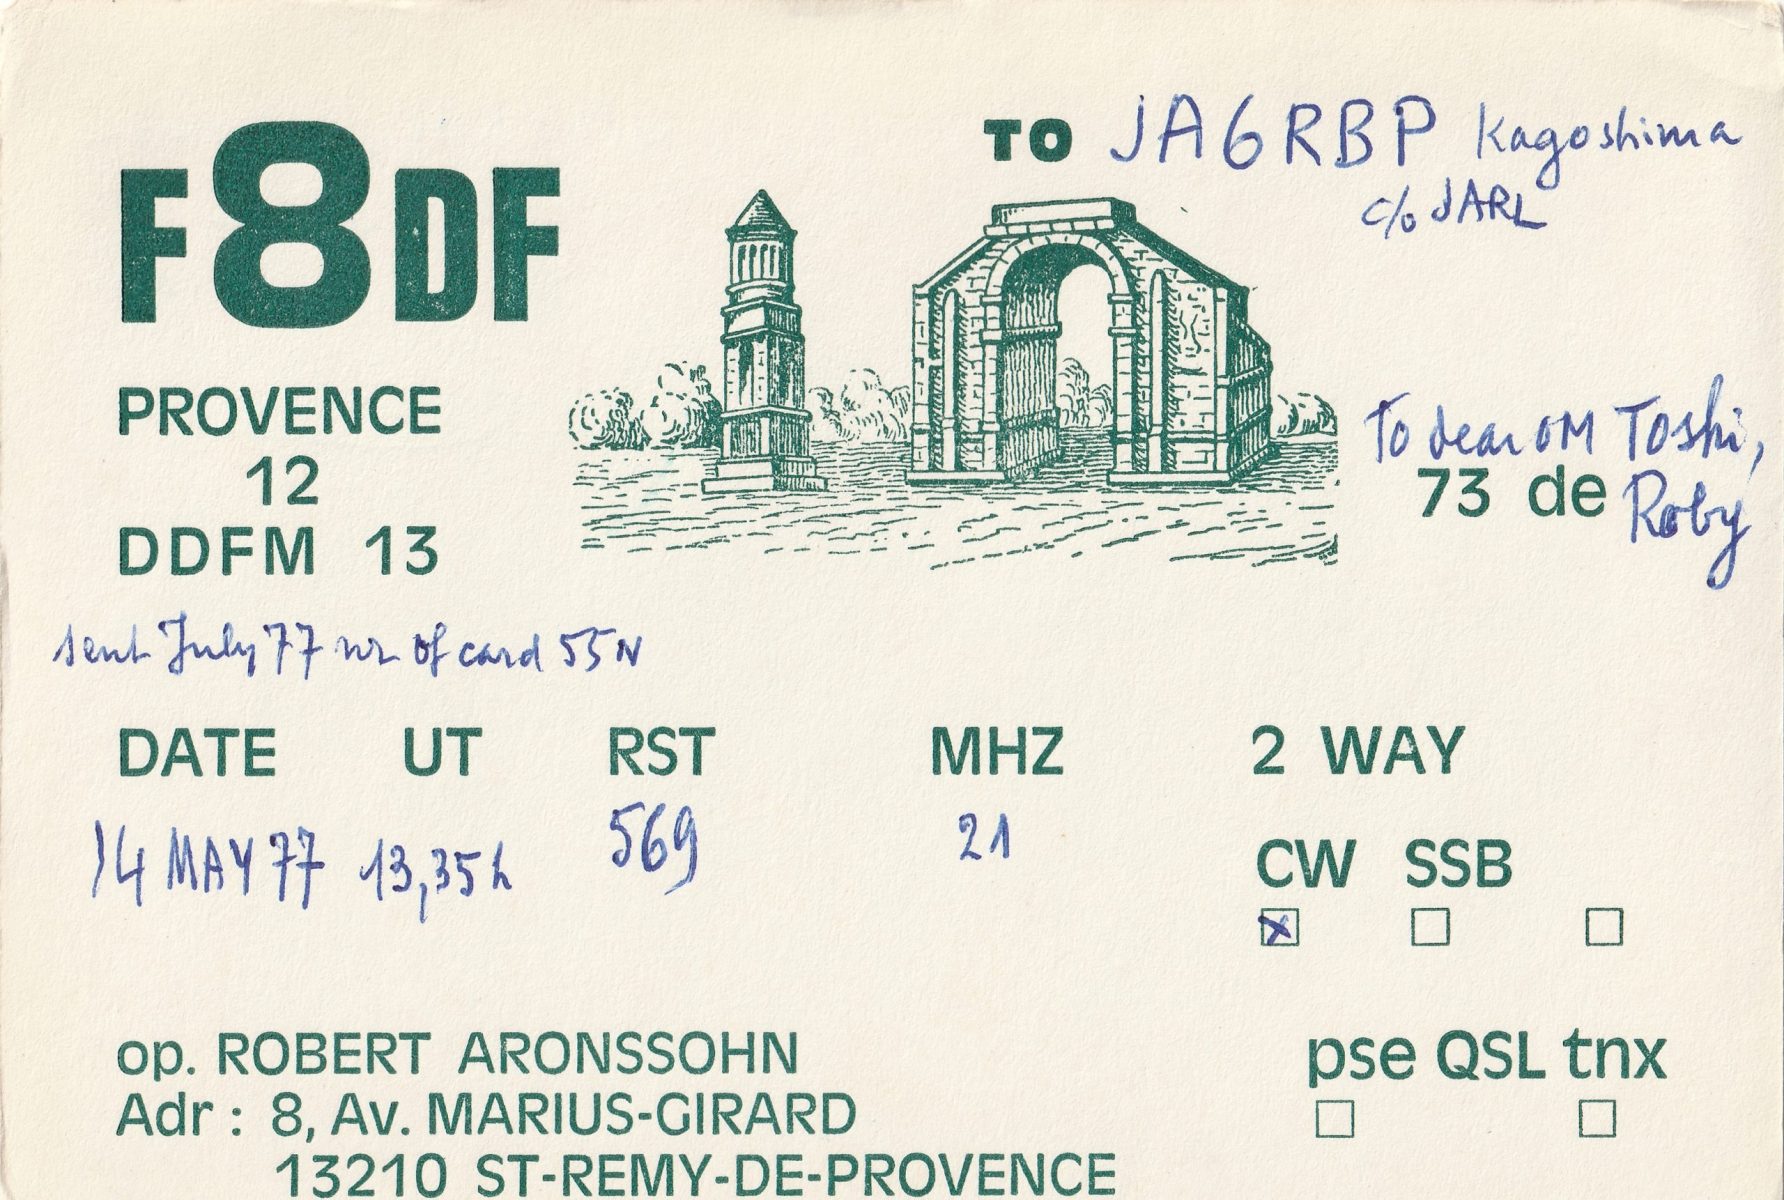 F8DF
TO JA6RBP Kagoshima
c/o JARL
PROVENCE
12
DDFM 13
To dear OM Toshi,
73 de Roby
sent July 77 nr of card 55N
DATE UT RST MHZ 2 WAY
14 MAY 77 13,35h 569 21
CW SSB
x
op. ROBERT ARONSSOHN
Adr : 8, Av. MARIUS-GIRARD
13210 ST-REMY-DE-PROVENCE
pse QSL tnx